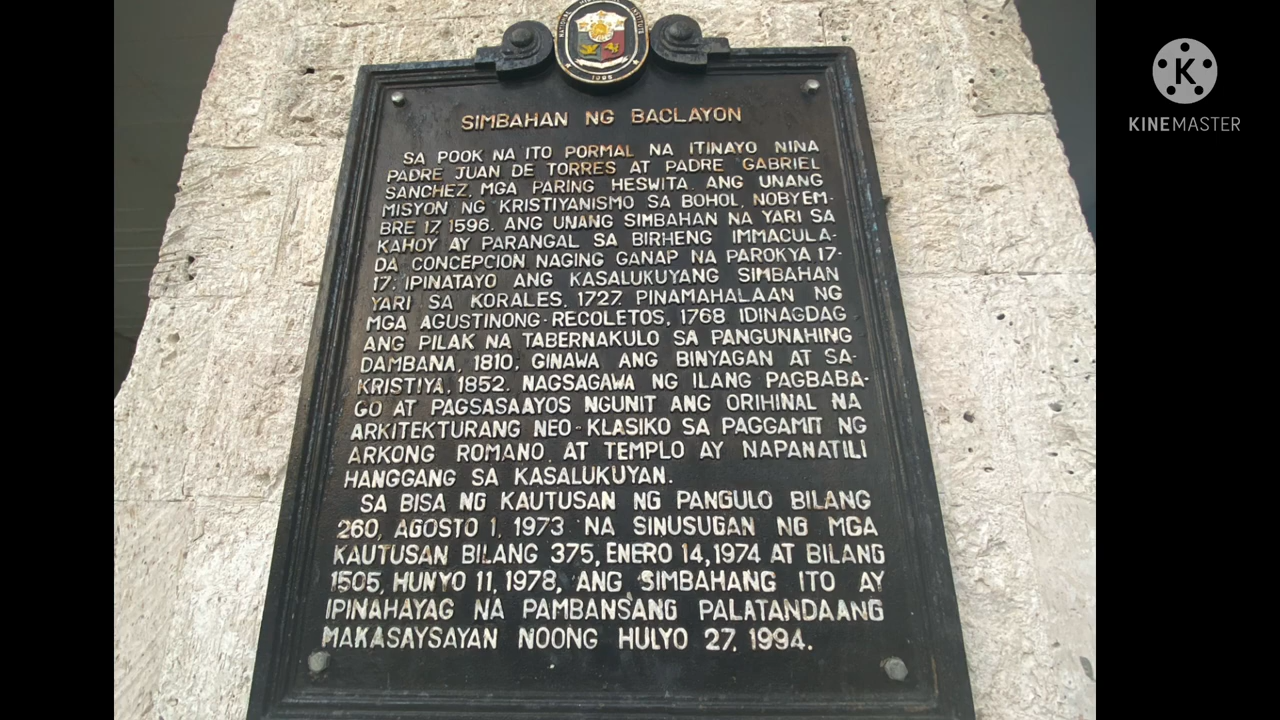 NATIONAL HISTORICAL INSTITUTE
SIMBAHAN NG BACLAYON
SA POOK NA ITO PORMAL NA ITINAYO NINA
PADRE JUAN DE TORRES AT PADRE GABRIEL
SANCHEZ, MGA PARING HESWITA, ANG UNANG
MISYON NG KRISTIYANISMO SA BOHOL, NOBYEM-
BRE 17, 1596. ANG UNANG SIMBAHAN NA YARI SA
KAHOY AY PARANGAL SA BIRHENG IMMACULA-
DA CONCEPCION NAGING GANAP NA PAROKYA 17-
17. IPINATAYO ANG KASALUKUYANG SIMBAHAN
YARI SA KORALES, 1727. PINAMAHALAAN NG
MGA AGUSTINONG-RECOLETOS, 1768 IDINAGDAG
ANG PILAK NA TABERNAKULO SA PANGUNAHING
DAMBANA, 1810; GINAWA ANG BINYAGAN AT SA-
KRISTIYA, 1852. NAGSAGAWA NG ILANG PAGBABA-
GO AT PAGSASAAYOS NGUNIT ANG ORIHINAL NA
ARKITEKTURANG NEO-KLASIKO SA PAGGAMIT NG
ARKONG ROMANO, AT TEMPLO AY NAPANATILI
HANGGANG SA KASALUKUYAN.
SA BISA NG KAUTUSAN NG PANGULO BILANG
260, AGOSTO 1, 1973 NA SINUSUGAN NG MGA
KAUTUSAN BILANG 375, ENERO 14, 1974 AT BILANG
1505, HUNYO 11, 1978, ANG SIMBAHANG ITO AY
IPINAHAYAG NA PAMBANSANG PALATANDAANG
MAKASAYSAYAN NOONG HULYO 27, 1994.
K
KINEMASTER